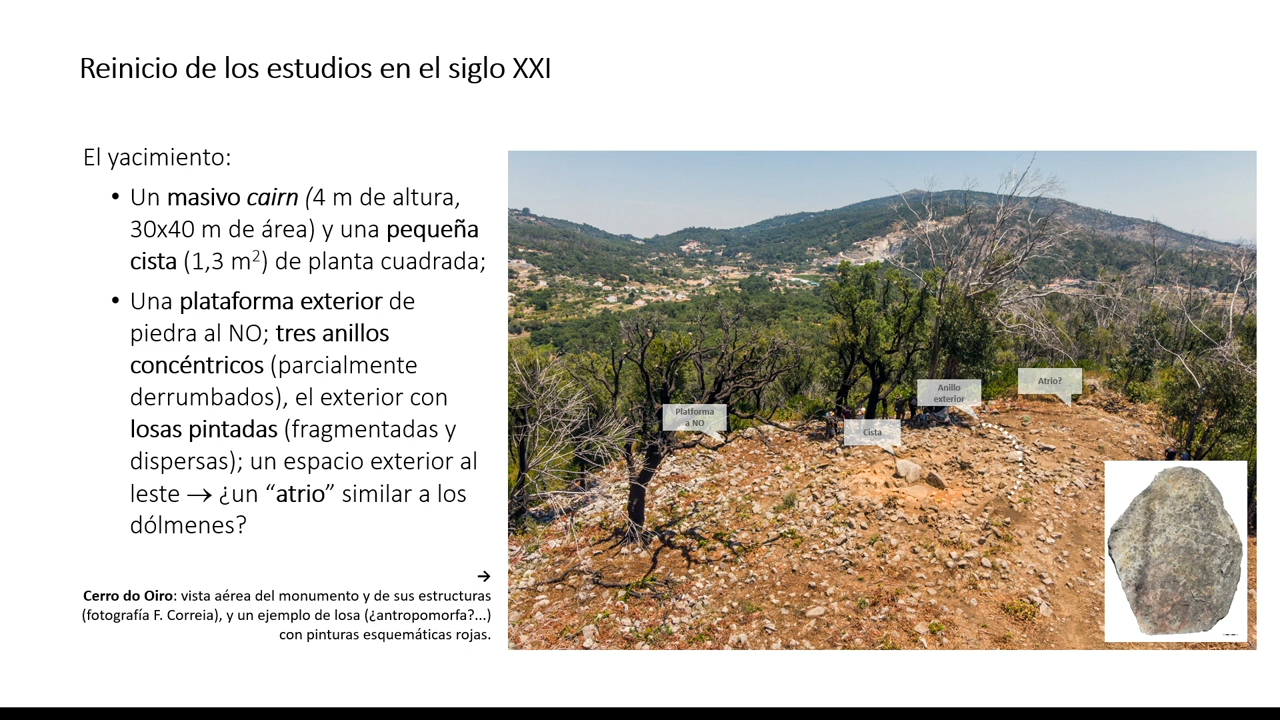 Reinicio de los estudios en el siglo XXI
El yacimiento:
• Un masivo cairn (4 m de altura,
30x40 m de área) y una pequeña
cista (1,3 m²) de planta cuadrada;
• Una plataforma exterior de
piedra al NO; tres anillos
concéntricos (parcialmente
derrumbados), el exterior con
losas pintadas (fragmentadas y
dispersas); un espacio exterior al
leste → ¿un “atrio” similar a los
dólmenes?
→
Cerro do Oiro: vista aérea del monumento y de sus estructuras
(fotografía F. Correia), y un ejemplo de losa (¿antropomorfa?...)
con pinturas esquemáticas rojas.
Platforma
a NO
Cista
Anillo
exterior
Atrio?